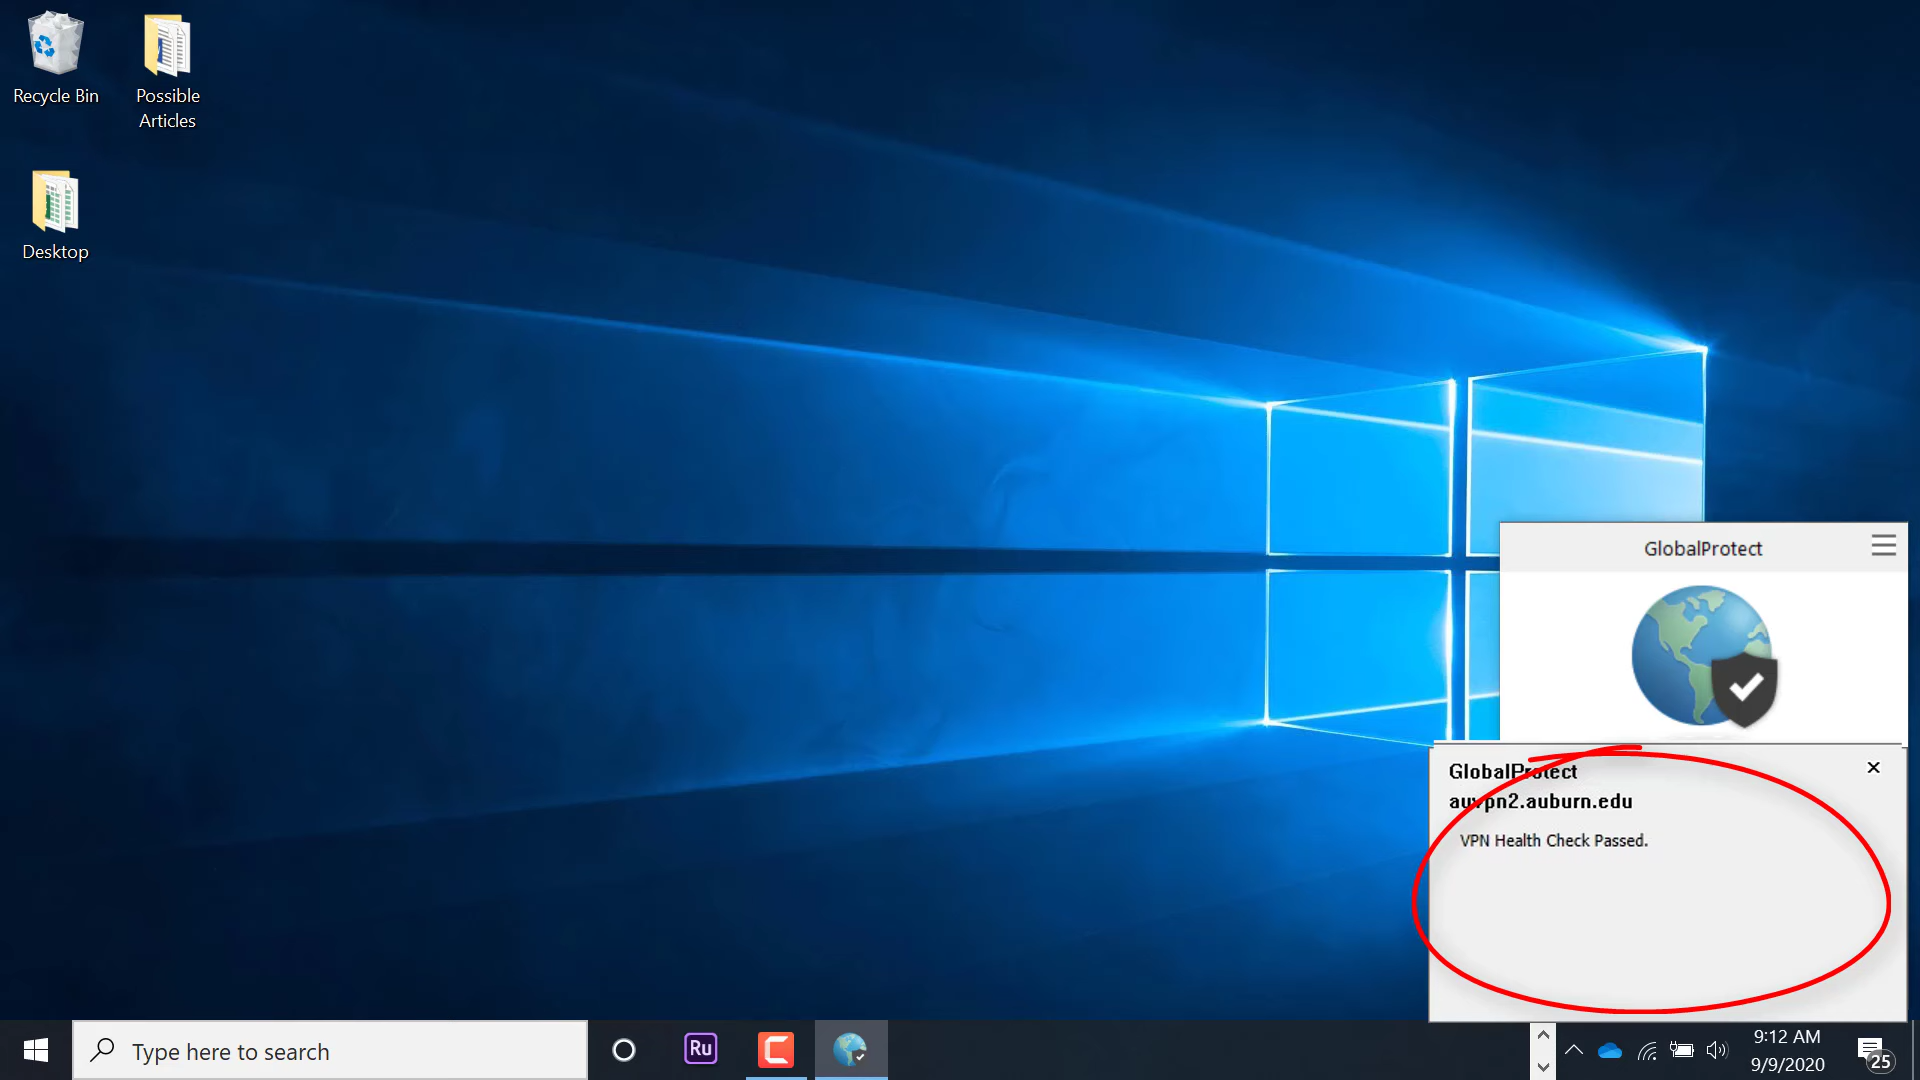 Recycle Bin
Possible
Articles
Desktop
GlobalProtect
GlobalProtect
auvpn2.auburn.edu
VPN Health Check Passed.
Type here to search
Ru
9:12 AM
9/9/2020
25